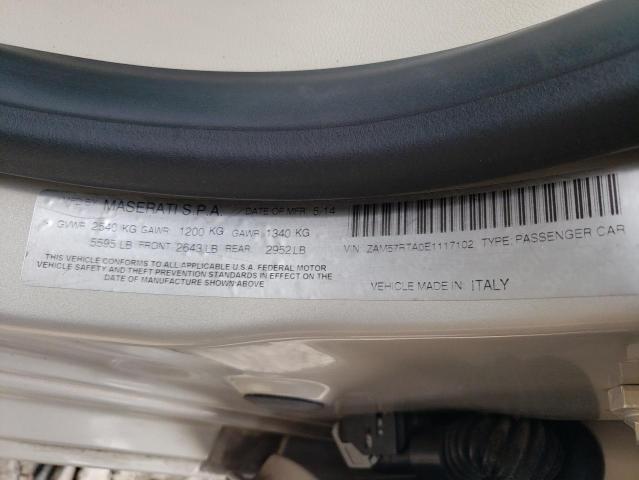 MASERATI S.P.A. DATE OF MFR 5.14
GVWR 2540 KG GAWR 1200 KG GAWR 1340 KG
5595 LB FRONT 2643 LB REAR 2952 LB
THIS VEHICLE CONFORMS TO ALL APPLICABLE U.S.A. FEDERAL MOTOR
VEHICLE SAFETY AND THEFT PREVENTION STANDARDS IN EFFECT ON THE
DATE OF MANUFACTURE SHOWN ABOVE
VIN: ZAM57RTA0E1117102 TYPE: PASSENGER CAR
VEHICLE MADE IN: ITALY